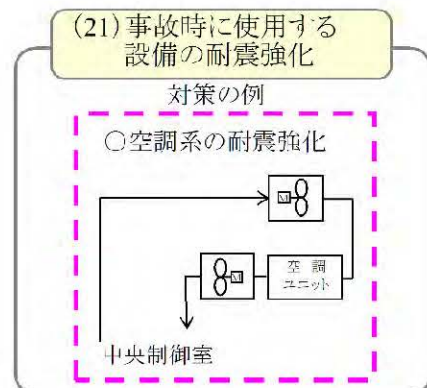 (21)事故時に使用する
設備の耐震強化
対策の例
○空調系の耐震強化
M
M
空 調
ユニット
中央制御室